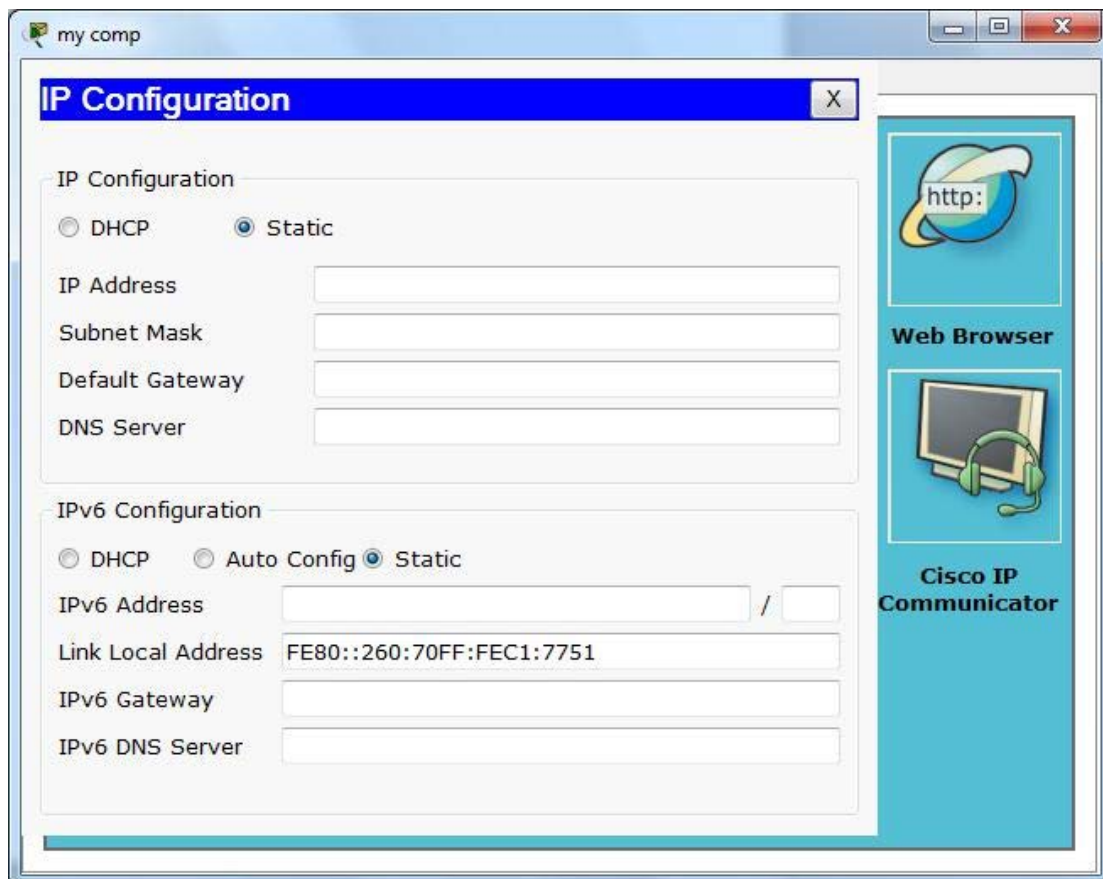 my comp
IP Configuration
X
IP Configuration
DHCP
Static
IP Address
Subnet Mask
Default Gateway
DNS Server
IPv6 Configuration
DHCP
Auto Config
Static
IPv6 Address
/
Link Local Address
FE80::260:70FF:FEC1:7751
IPv6 Gateway
IPv6 DNS Server
http:
Web Browser
Cisco IP
Communicator